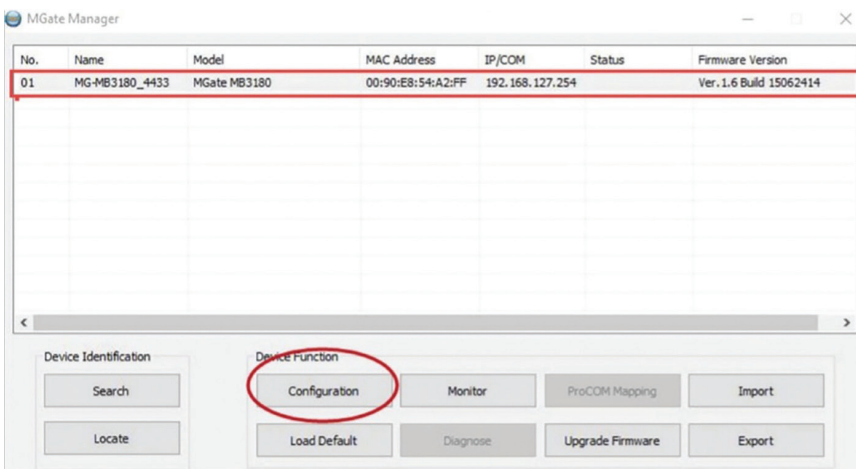 MGate Manager
No. Name Model MAC Address IP/COM Status Firmware Version
01 MG-MB3180_4433 MGate MB3180 00:90:E8:54:A2:FF 192.168.127.254 Ver.1.6 Build 15062414
Device Identification Device Function
Search Configuration Monitor ProCOM Mapping Import
Locate Load Default Diagnose Upgrade Firmware Export